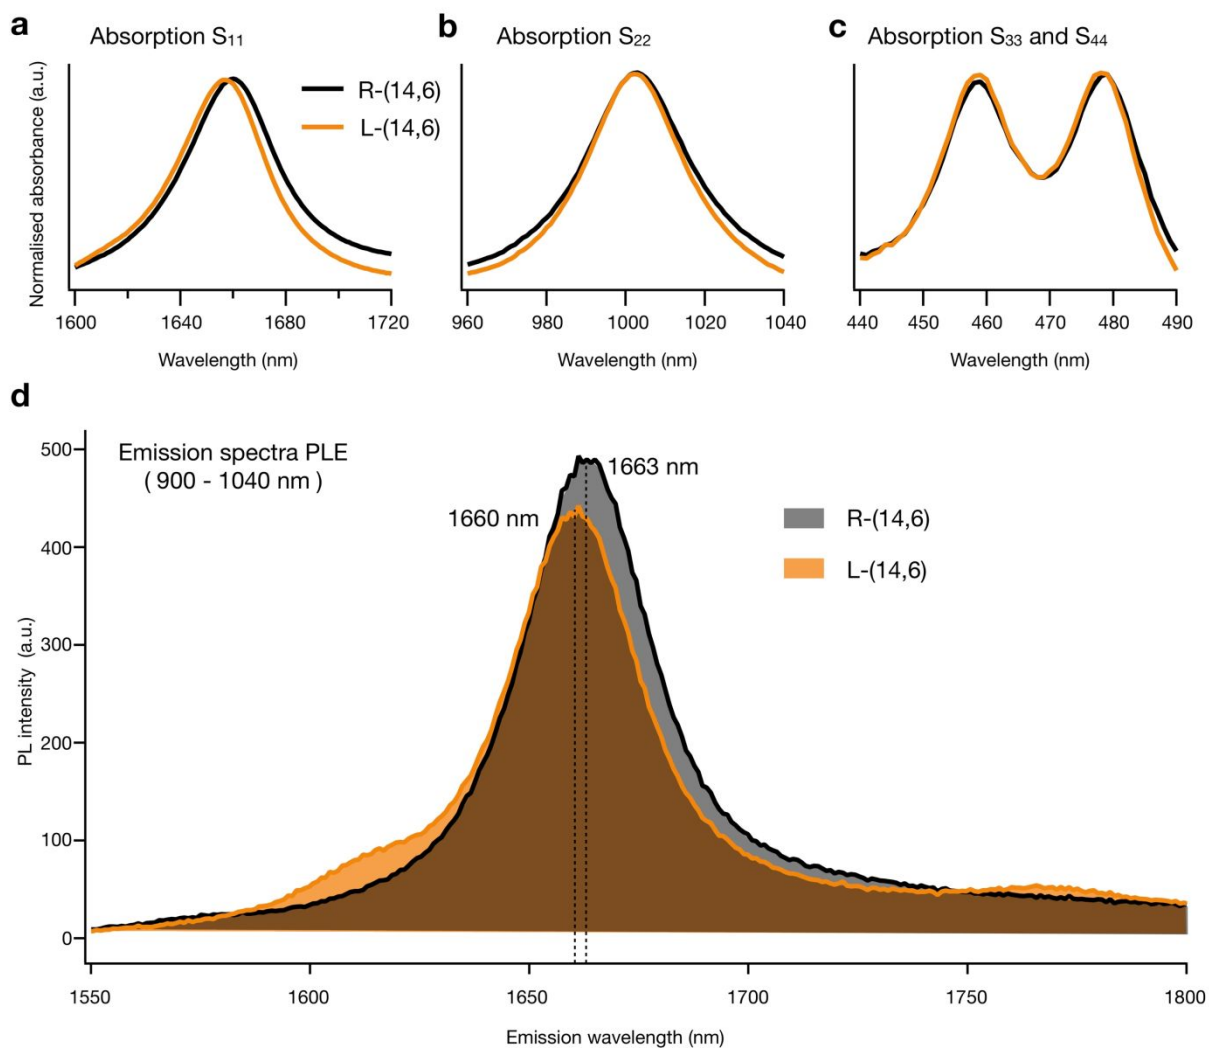 a
Absorption S₁₁
b
Absorption S₂₂
c
Absorption S₃₃ and S₄₄
Normalised absorbance (a.u.)
R-(14,6)
L-(14,6)
1600 1640 1680 1720
960 980 1000 1020 1040
440 450 460 470 480 490
Wavelength (nm)
Wavelength (nm)
Wavelength (nm)
d
Emission spectra PLE
( 900 - 1040 nm )
1663 nm
1660 nm
R-(14,6)
L-(14,6)
PL intensity (a.u.)
500
400
300
200
100
0
1550 1600 1650 1700 1750 1800
Emission wavelength (nm)